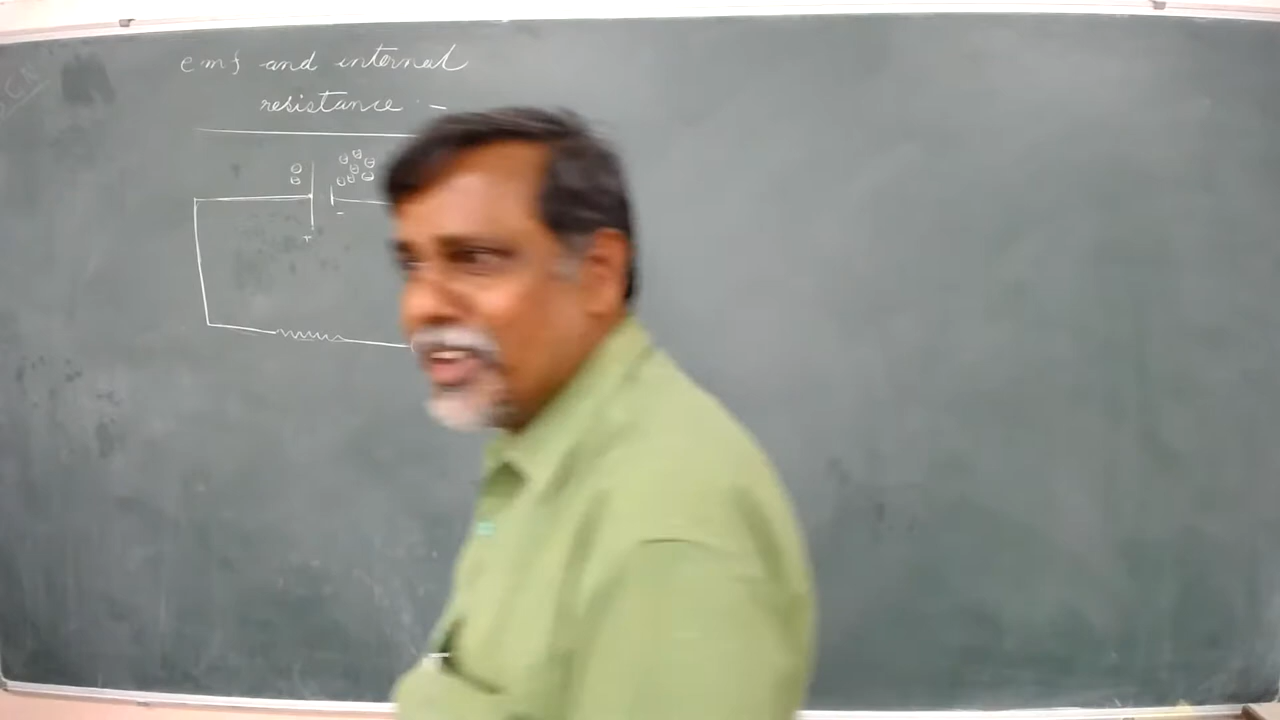 emf and internal
resistance :-
+
-